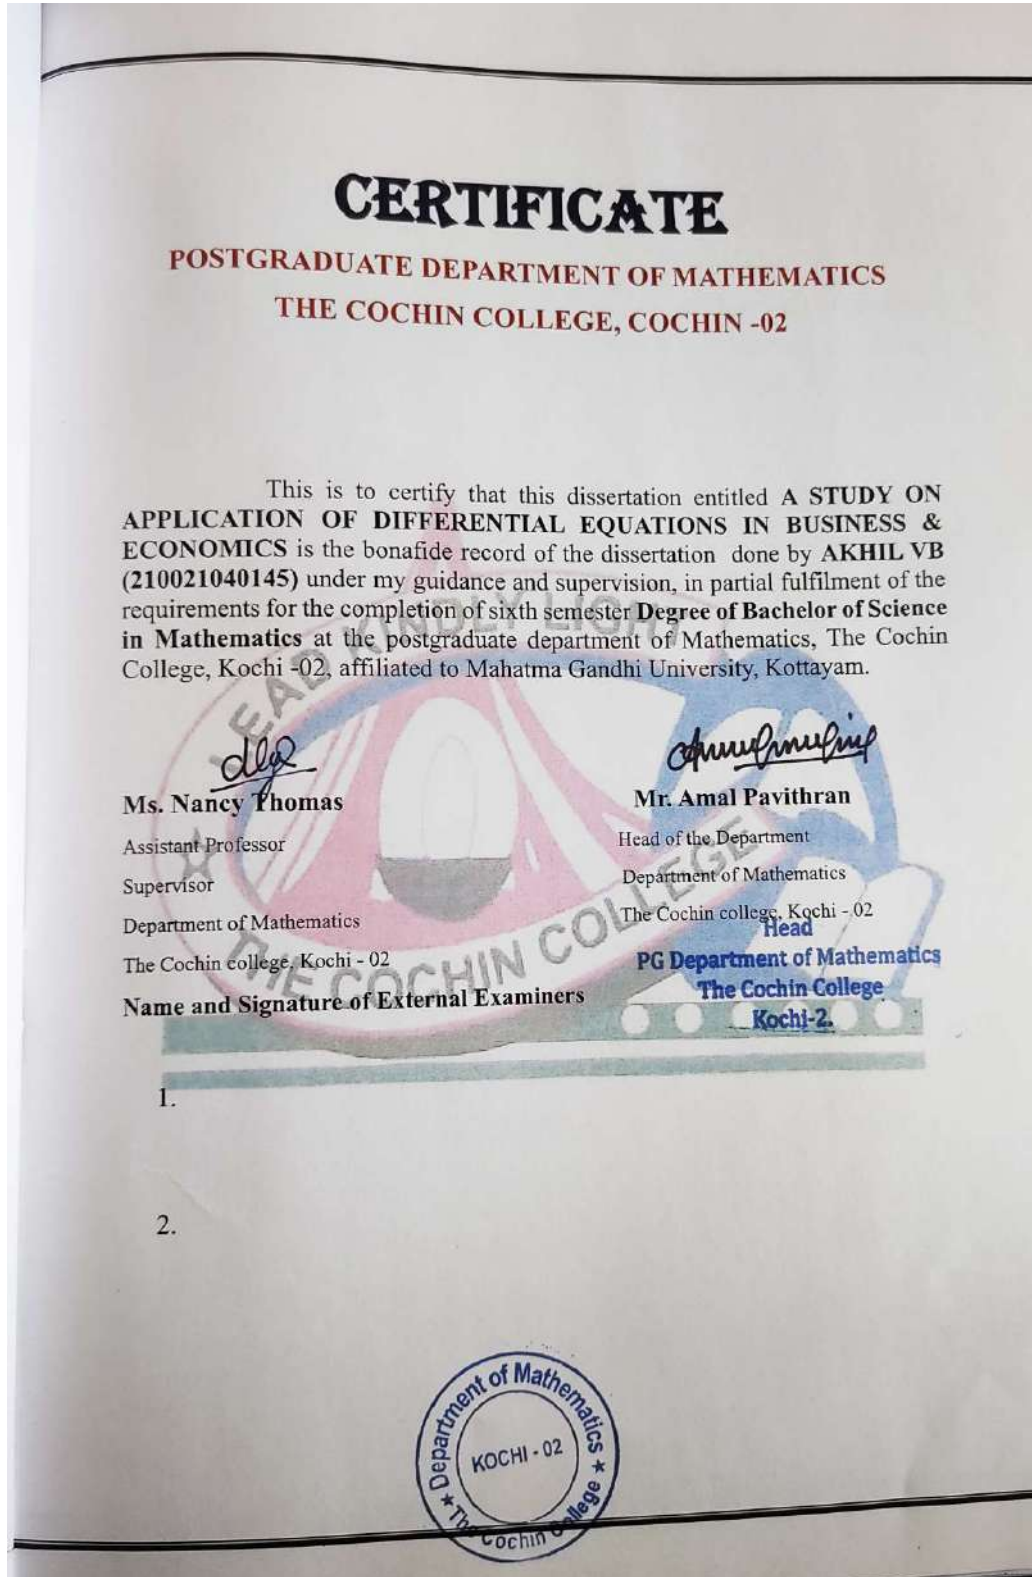 CERTIFICATE
POSTGRADUATE DEPARTMENT OF MATHEMATICS
THE COCHIN COLLEGE, COCHIN -02
This is to certify that this dissertation entitled A STUDY ON
APPLICATION OF DIFFERENTIAL EQUATIONS IN BUSINESS &
ECONOMICS is the bonafide record of the dissertation done by AKHIL VB
(210021040145) under my guidance and supervision, in partial fulfilment of the
requirements for the completion of sixth semester Degree of Bachelor of Science
in Mathematics at the postgraduate department of Mathematics, The Cochin
College, Kochi -02, affiliated to Mahatma Gandhi University, Kottayam.
LEAD KINDLY LIGHT
THE COCHIN COLLEGE
Ms. Nancy Thomas
Assistant Professor
Supervisor
Department of Mathematics
The Cochin college, Kochi - 02
Mr. Amal Pavithran
Head of the Department
Department of Mathematics
The Cochin college, Kochi - 02
Head
PG Department of Mathematics
The Cochin College
Kochi-2.
Name and Signature of External Examiners
1.
2.
Department of Mathematics
KOCHI - 02
The Cochin College